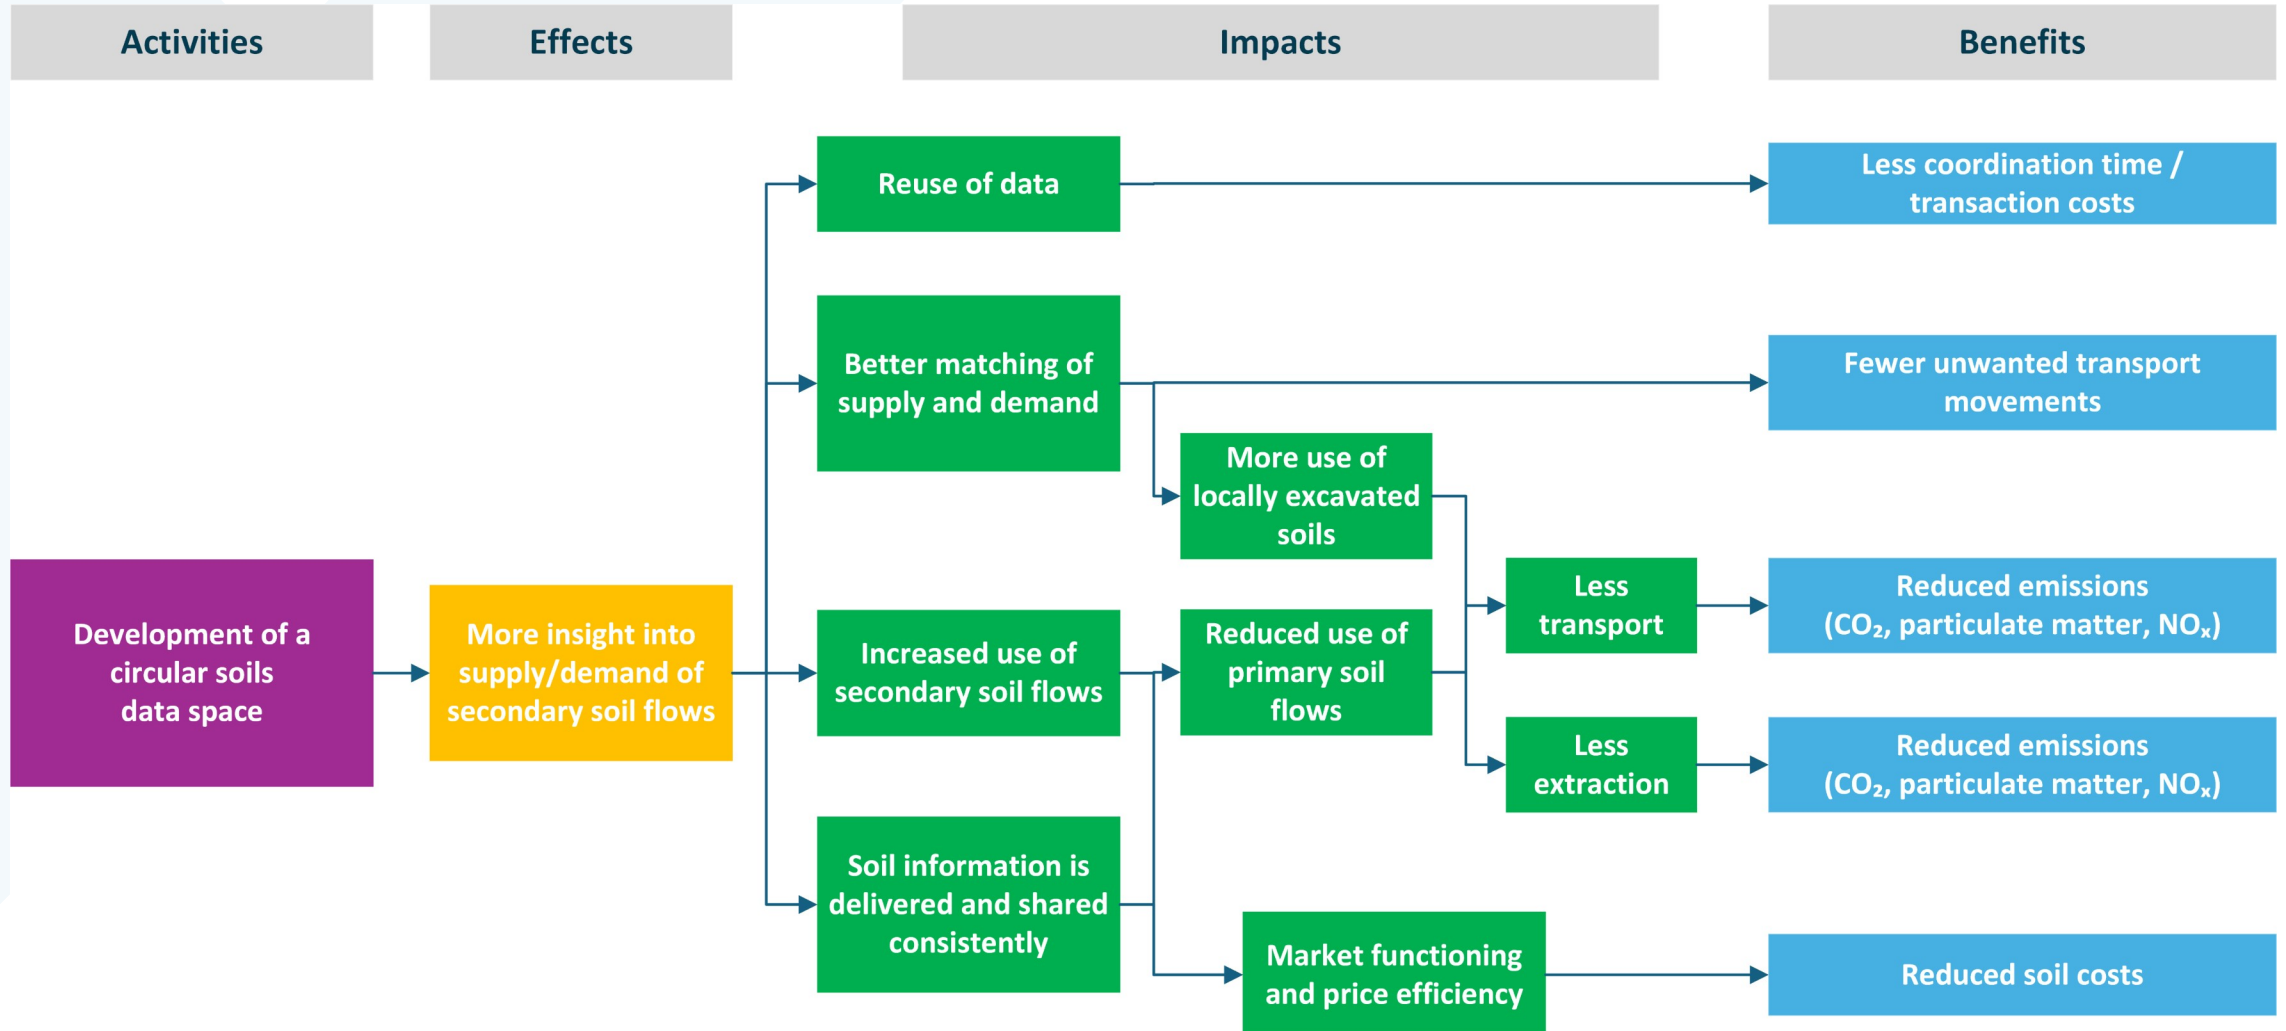 Activities
Effects
Impacts
Benefits
Reuse of data
Less coordination time /
transaction costs
Better matching of
supply and demand
Fewer unwanted transport
movements
More use of
locally excavated
soils
Development of a
circular soils
data space
More insight into
supply/demand of
secondary soil flows
Increased use of
secondary soil flows
Reduced use of
primary soil
flows
Less
transport
Reduced emissions
(CO₂, particulate matter, NOₓ)
Less
extraction
Reduced emissions
(CO₂, particulate matter, NOₓ)
Soil information is
delivered and shared
consistently
Market functioning
and price efficiency
Reduced soil costs